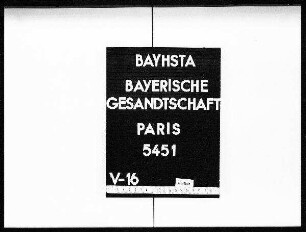 BAYHSTA
BAYERISCHE
GESANDTSCHAFT
PARIS
5451
V-16